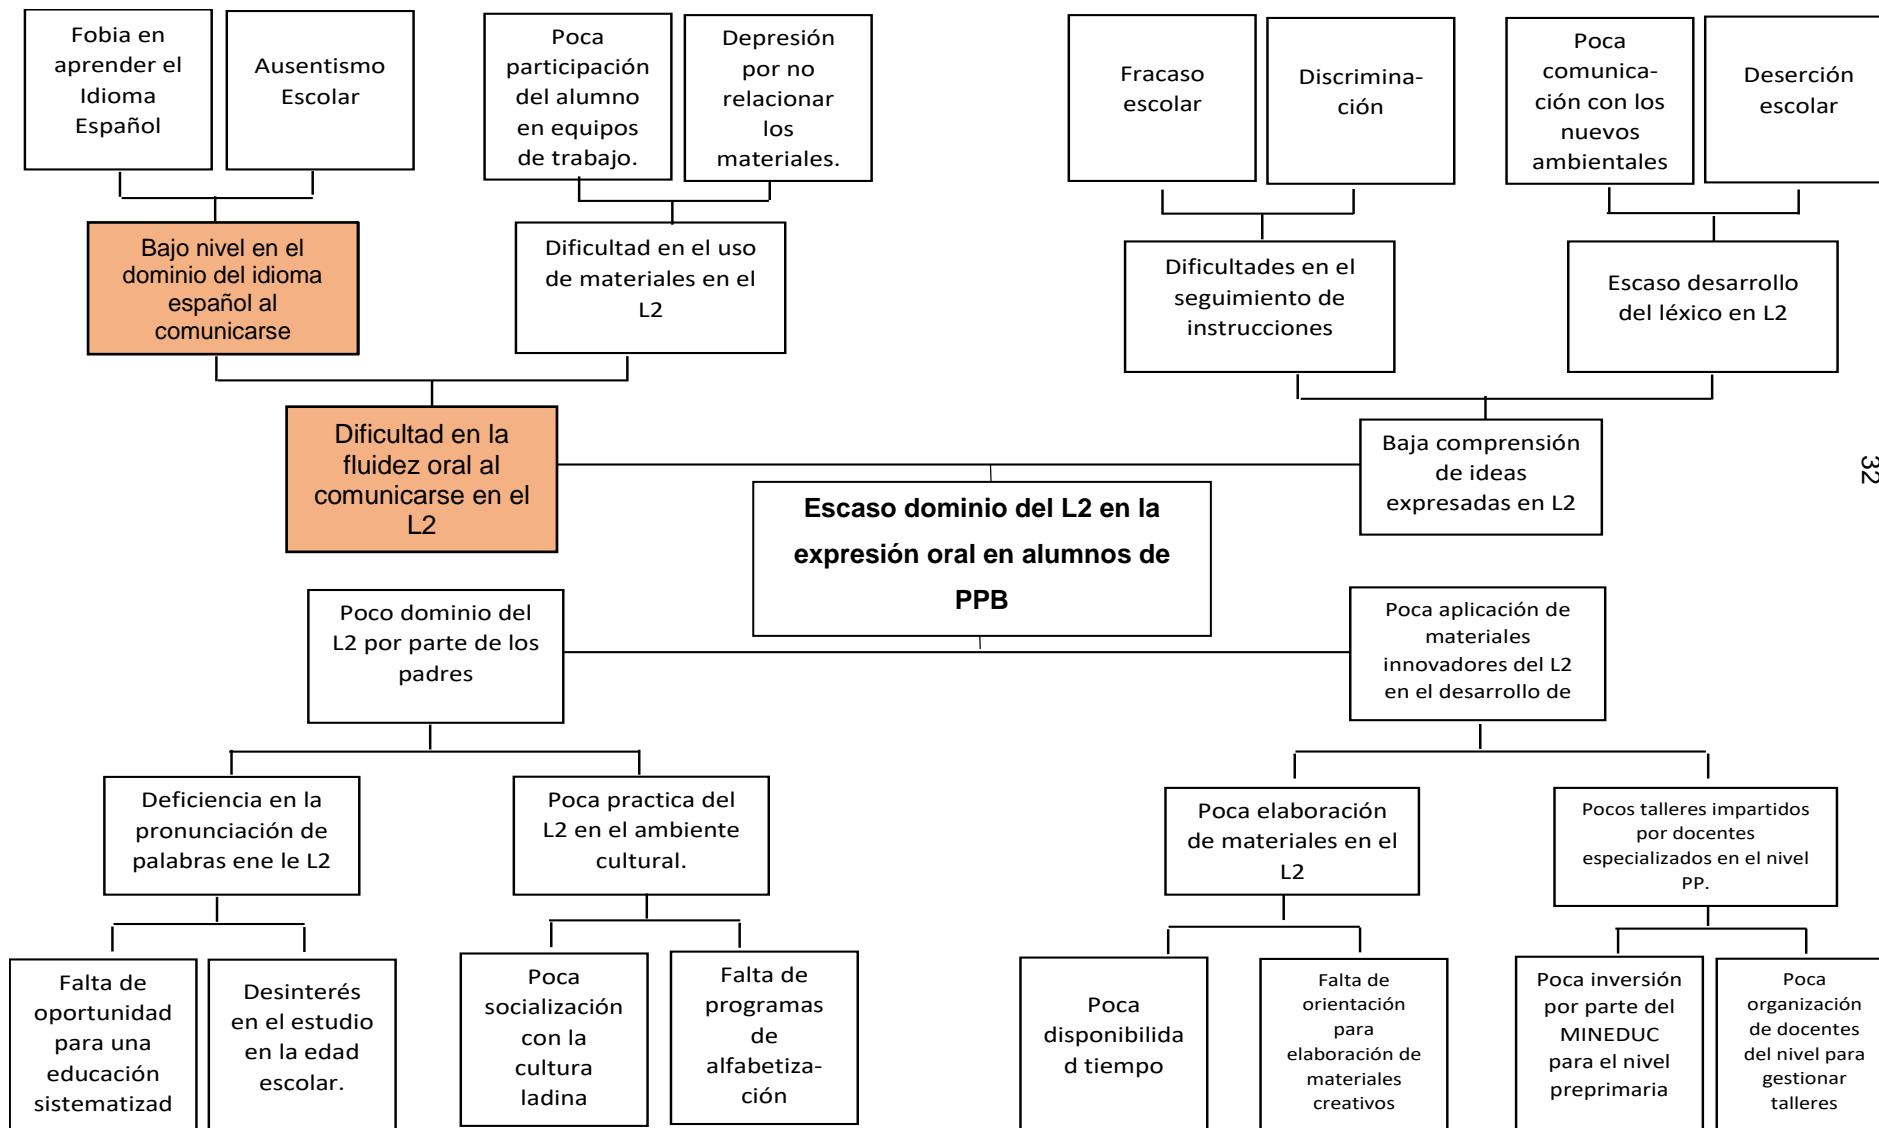 Fobia en
aprender el
Idioma
Español
Ausentismo
Escolar
Poca
participación
del alumno
en equipos
de trabajo.
Depresión
por no
relacionar
los
materiales.
Fracaso
escolar
Discrimina-
ción
Poca
comunica-
ción con los
nuevos
ambientales
Deserción
escolar
Bajo nivel en el
dominio del idioma
español al
comunicarse
Dificultad en el uso
de materiales en el
L2
Dificultades en el
seguimiento de
instrucciones
Escaso desarrollo
del léxico en L2
Dificultad en la
fluidez oral al
comunicarse en el
L2
Baja comprensión
de ideas
expresadas en L2
32
Escaso dominio del L2 en la
expresión oral en alumnos de
PPB
Poco dominio del
L2 por parte de los
padres
Poca aplicación de
materiales
innovadores del L2
en el desarrollo de
Deficiencia en la
pronunciación de
palabras ene le L2
Poca practica del
L2 en el ambiente
cultural.
Poca elaboración
de materiales en el
L2
Pocos talleres impartidos
por docentes
especializados en el nivel
PP.
Falta de
oportunidad
para una
educación
sistematizad
Desinterés
en el estudio
en la edad
escolar.
Poca
socialización
con la
cultura
ladina
Falta de
programas
de
alfabetiza-
ción
Poca
disponibilida
d tiempo
Falta de
orientación
para
elaboración de
materiales
creativos
Poca inversión
por parte del
MINEDUC
para el nivel
preprimaria
Poca
organización
de docentes
del nivel para
gestionar
talleres